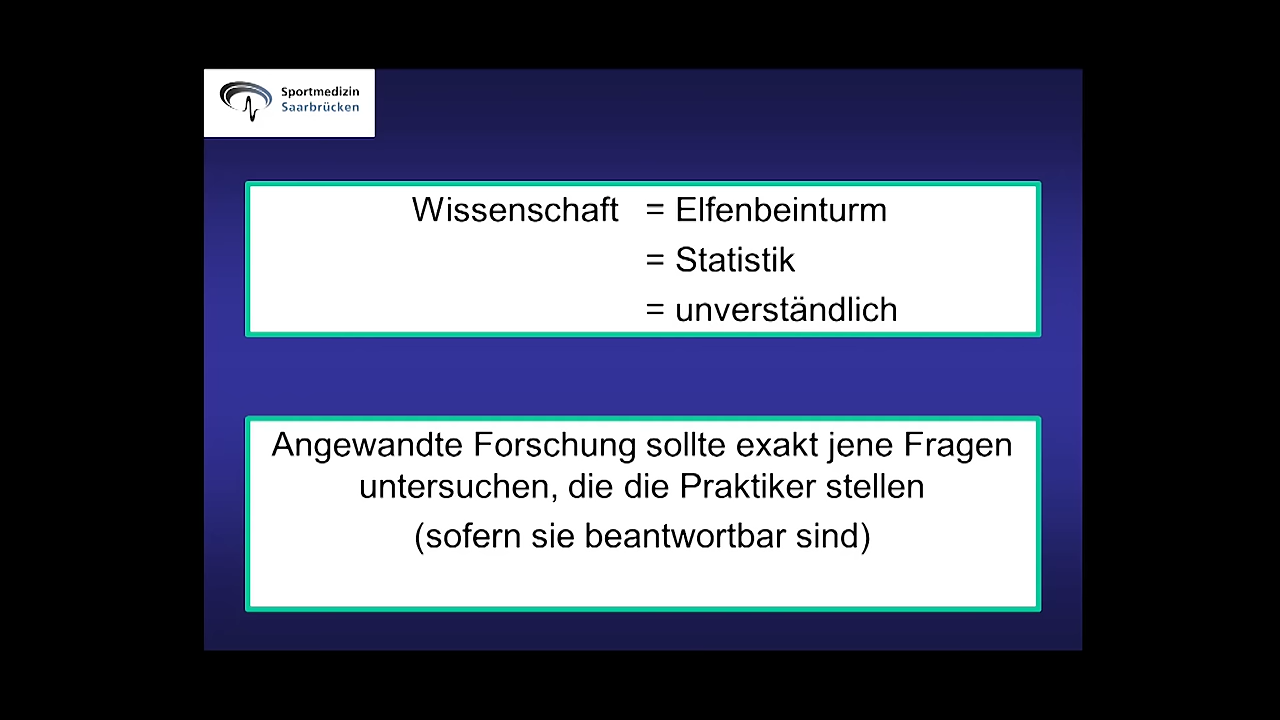 Sportmedizin
Saarbrücken
Wissenschaft = Elfenbeinturm
= Statistik
= unverständlich
Angewandte Forschung sollte exakt jene Fragen
untersuchen, die die Praktiker stellen
(sofern sie beantwortbar sind)